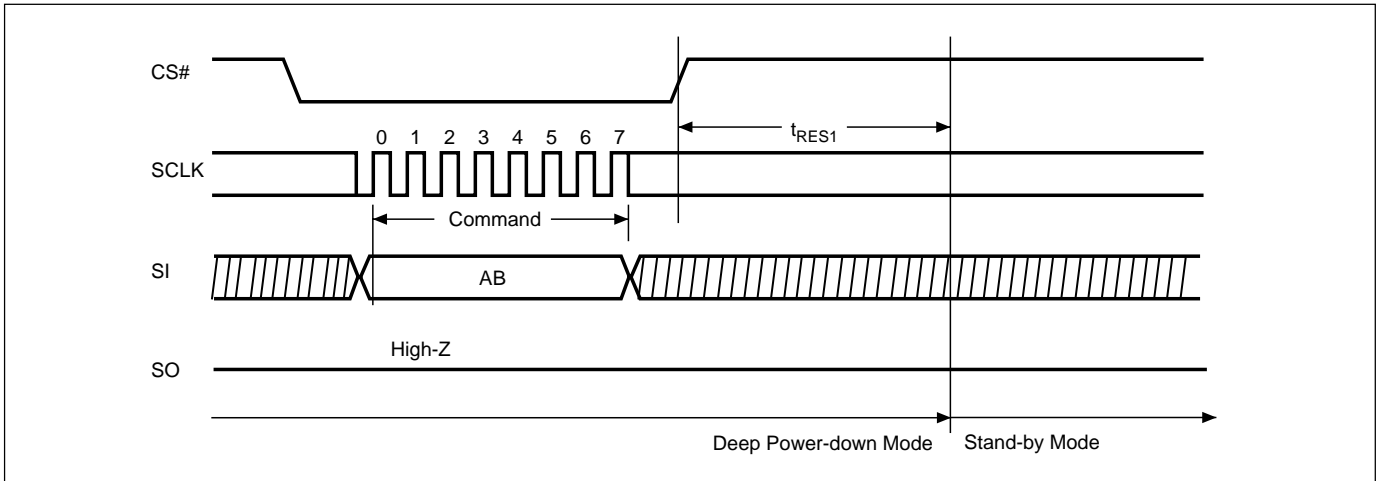 CS#
tRES1
0 1 2 3 4 5 6 7
SCLK
Command
SI
AB
High-Z
SO
Deep Power-down Mode
Stand-by Mode